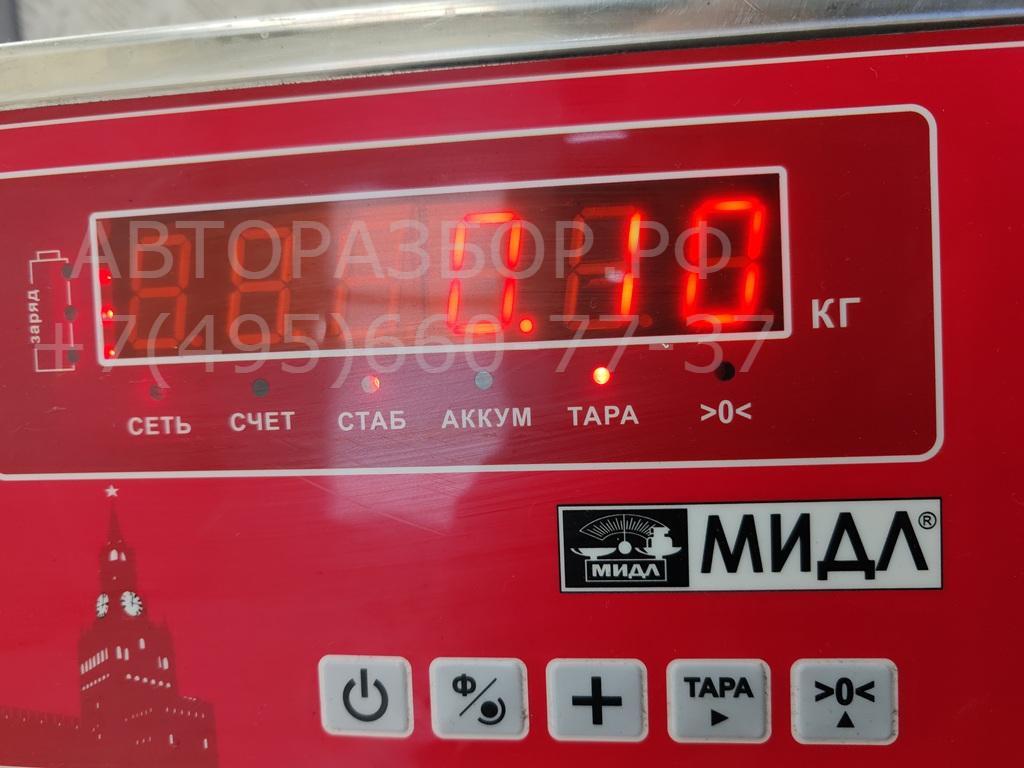 АВТОРАЗБОР.РФ
+7(495)660-77-37
заряд
0.10
КГ
СЕТЬ СЧЕТ СТАБ АККУМ ТАРА >0<
МИДЛ МИДЛ®
Ф ТАРА >0<